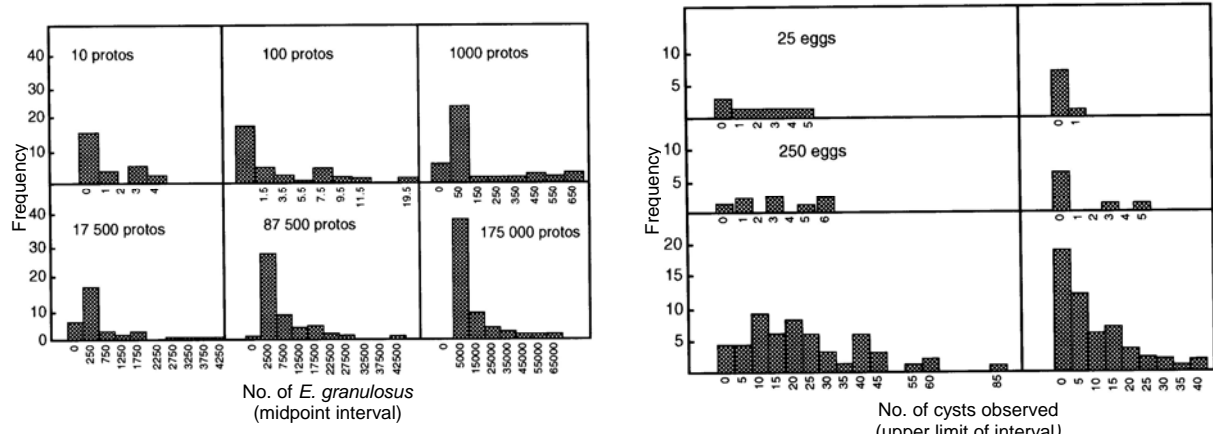 Frequency
40
30
20
10
10 protos
100 protos
1000 protos
0 1 2 3 4
1.5 3.5 5.5 7.5 9.5 11.5 19.5
0 50 150 250 350 450 550 650
40
30
20
10
0
17 500 protos
87 500 protos
175 000 protos
0 250 750 1250 1750 2250 2750 3250 3750 4250
0 2500 7500 12500 17500 22500 27500 32500 37500 42500
5000 15000 25000 35000 45000 55000 65000
No. of E. granulosus
(midpoint interval)
Frequency
10
5
25 eggs
0 1 2 3 4 5
0 1
10
5
250 eggs
0 1 2 3 4 5 6
0 1 2 3 4 5
20
15
10
5
0 5 10 15 20 25 30 35 40 45 55 60 85
0 5 10 15 20 25 30 35 40
No. of cysts observed
(upper limit of interval)